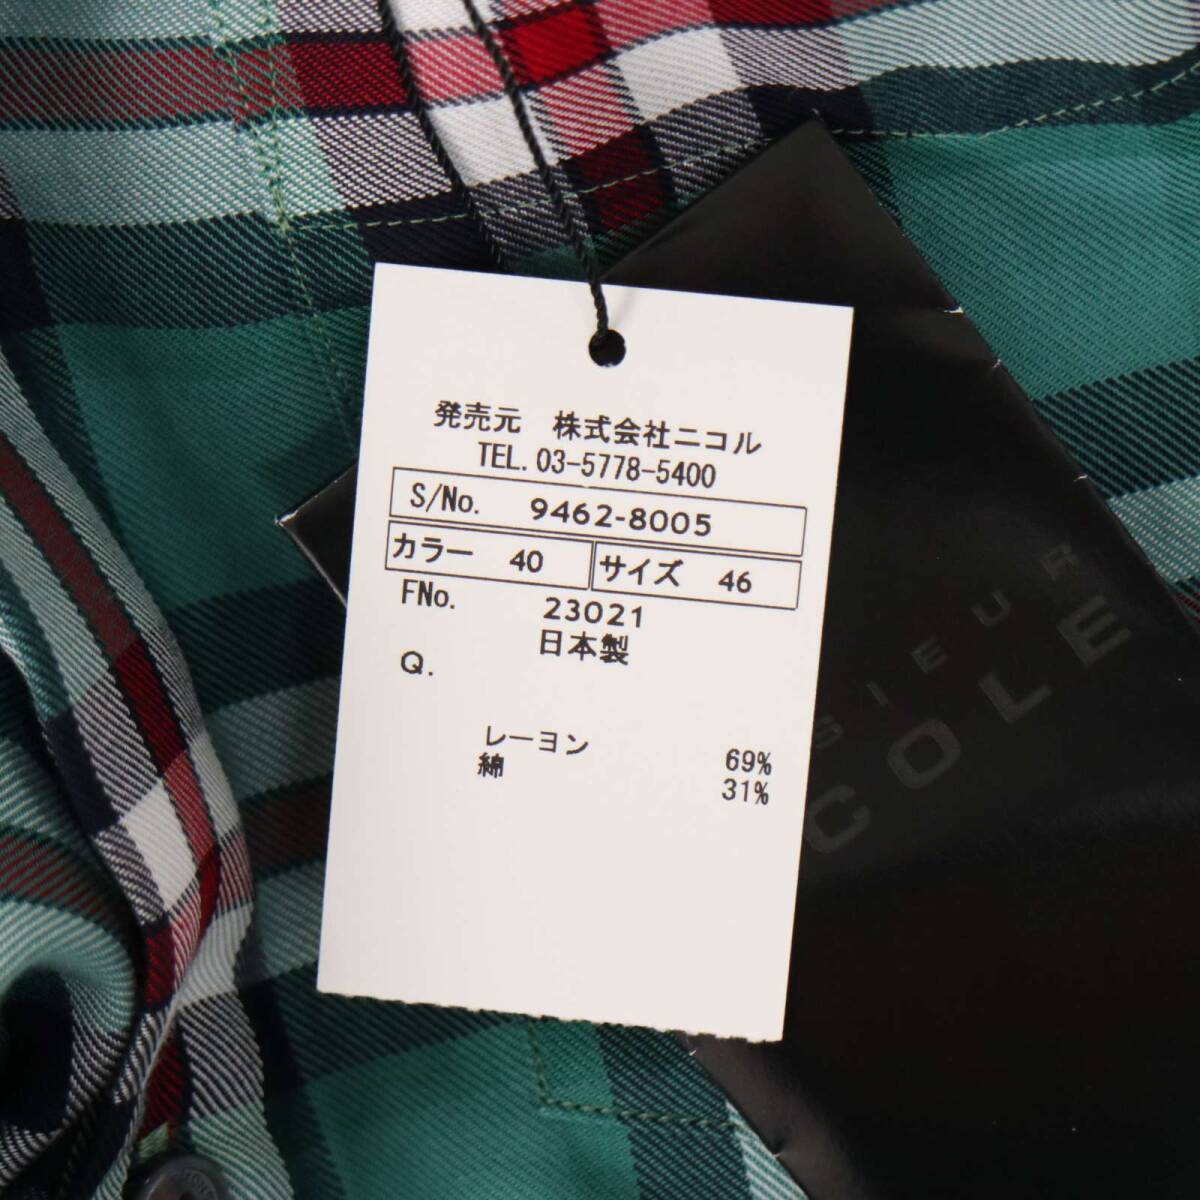 発売元 株式会社ニコル
TEL. 03-5778-5400
S/No. 9462-8005
カラー 40 サイズ 46
FNo. 23021
日本製
Q.
レーヨン 69%
綿 31%
SIEUR
COLE